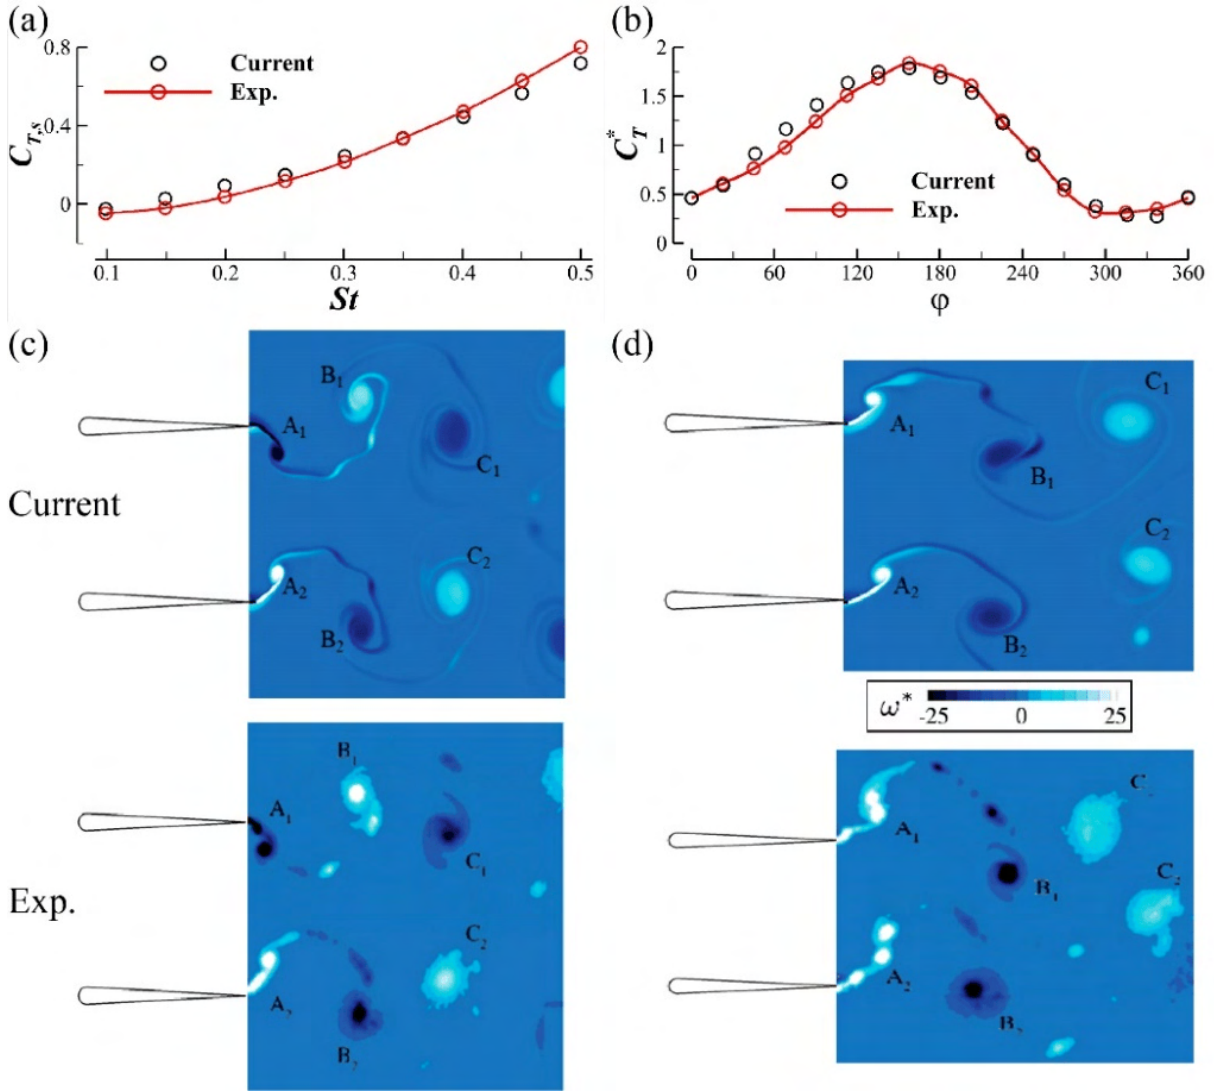 (a)
0.8
0.4
0
C_{T,s}
Current
Exp.
0.1 0.2 0.3 0.4 0.5
St
(b)
2
1.5
1
0.5
0
C_T^*
Current
Exp.
0 60 120 180 240 300 360
φ
(c)
Current
A₁
B₁
C₁
A₂
B₂
C₂
(d)
A₁
B₁
C₁
A₂
B₂
C₂
ω* -25 0 25
Exp.
A₁
B₁
C₁
A₂
B₂
C₂
A₁
B₁
C
A₂
B₂
C₂